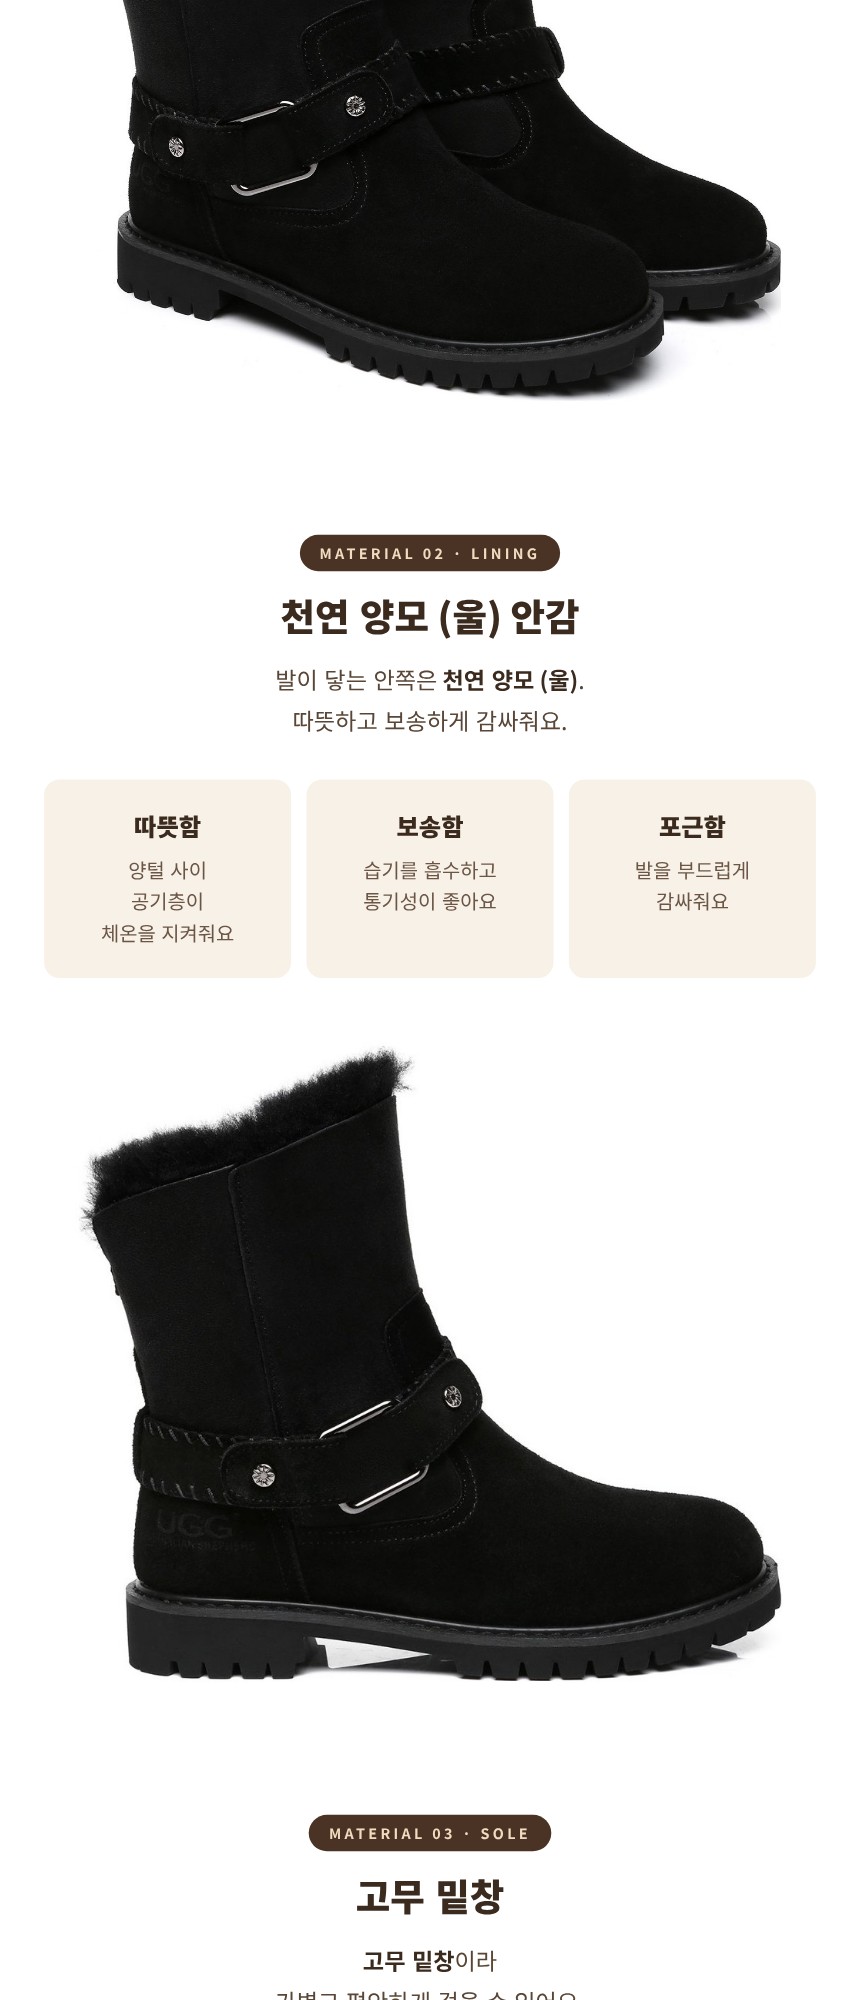 MATERIAL 02 · LINING
천연 양모 (울) 안감
발이 닿는 안쪽은 천연 양모 (울).
따뜻하고 보송하게 감싸줘요.
따뜻함
양털 사이
공기층이
체온을 지켜줘요
보송함
습기를 흡수하고
통기성이 좋아요
포근함
발을 부드럽게
감싸줘요
UGG
MATERIAL 03 · SOLE
고무 밑창
고무 밑창이라